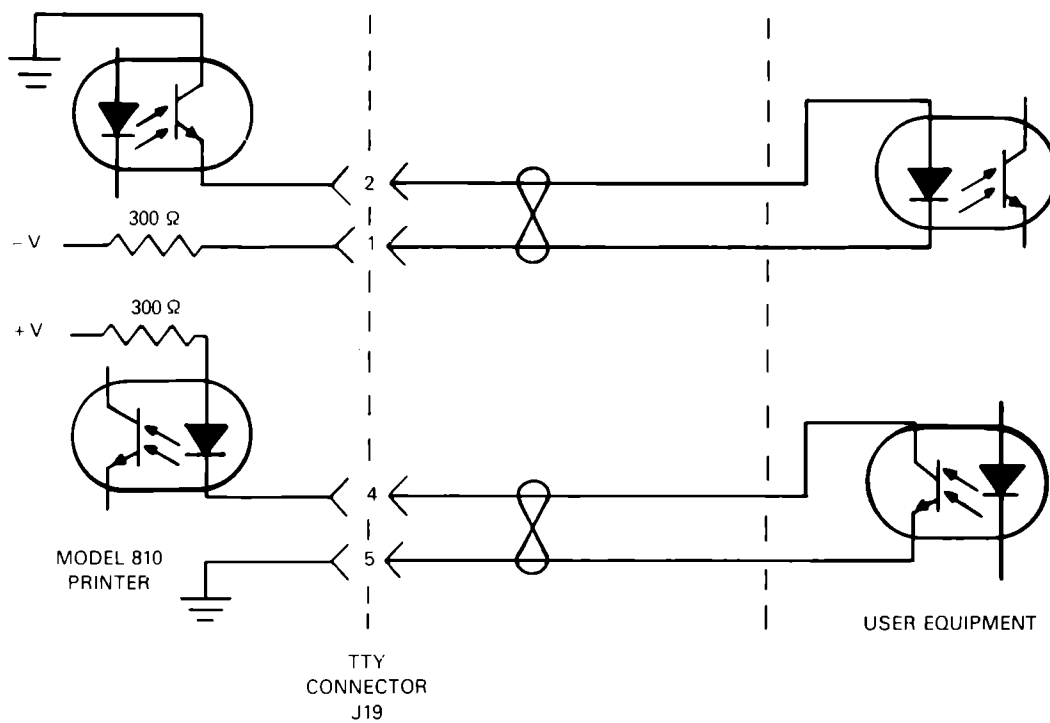 2
300 Ω
– V
1
300 Ω
+ V
4
MODEL 810
PRINTER
5
USER EQUIPMENT
TTY
CONNECTOR
J19